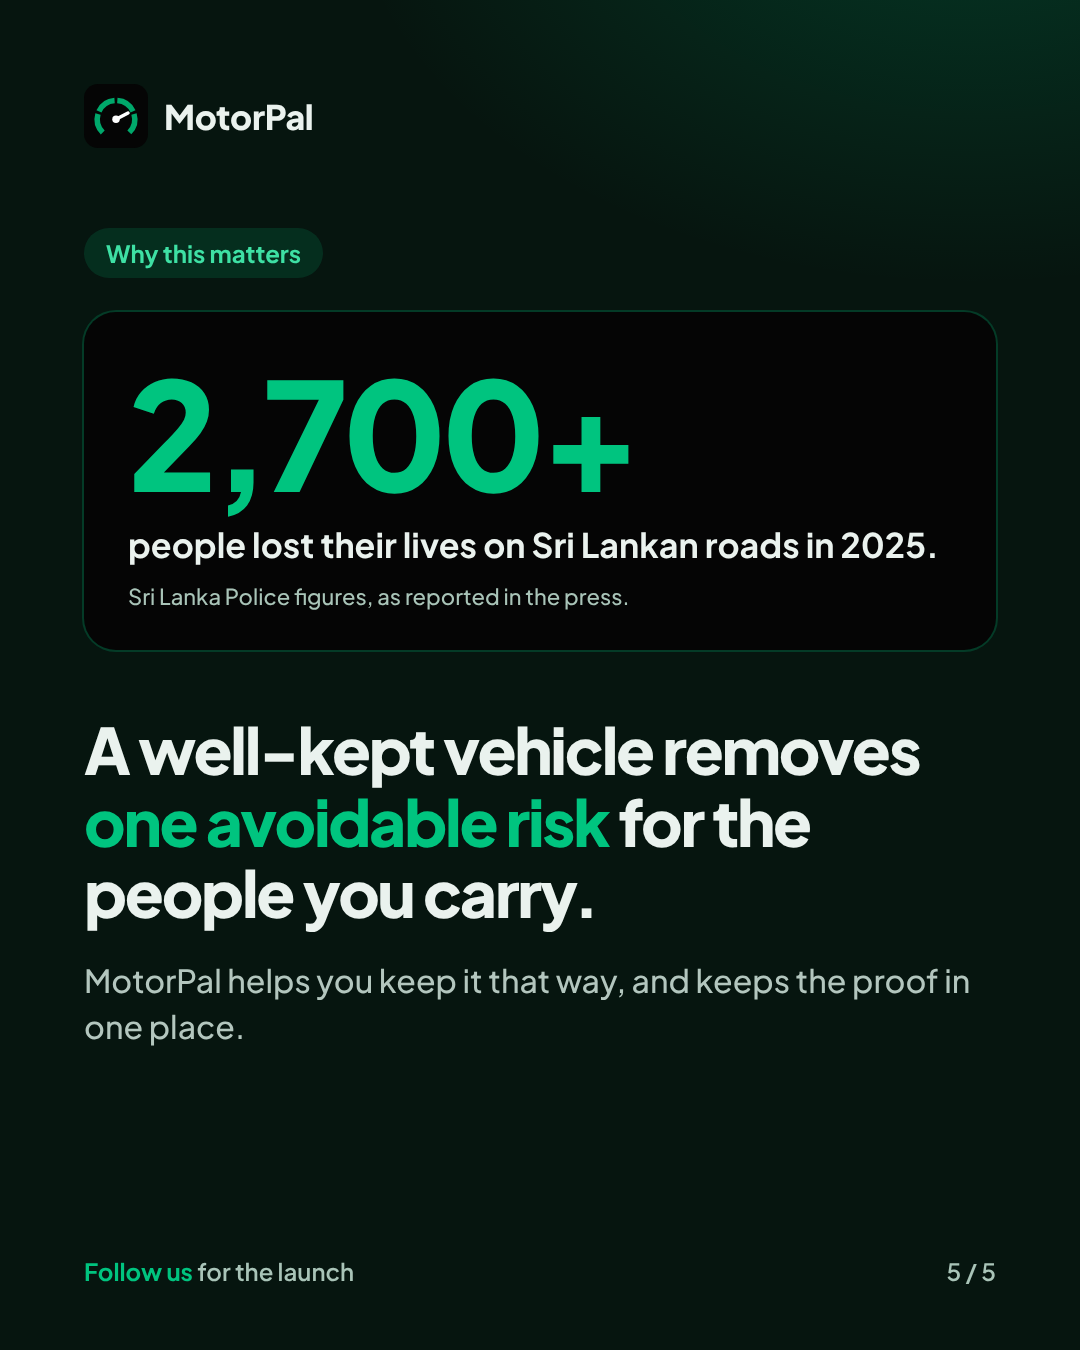 MotorPal
Why this matters
2,700+
people lost their lives on Sri Lankan roads in 2025.
Sri Lanka Police figures, as reported in the press.
A well-kept vehicle removes
one avoidable risk for the
people you carry.
MotorPal helps you keep it that way, and keeps the proof in
one place.
Follow us for the launch
5 / 5